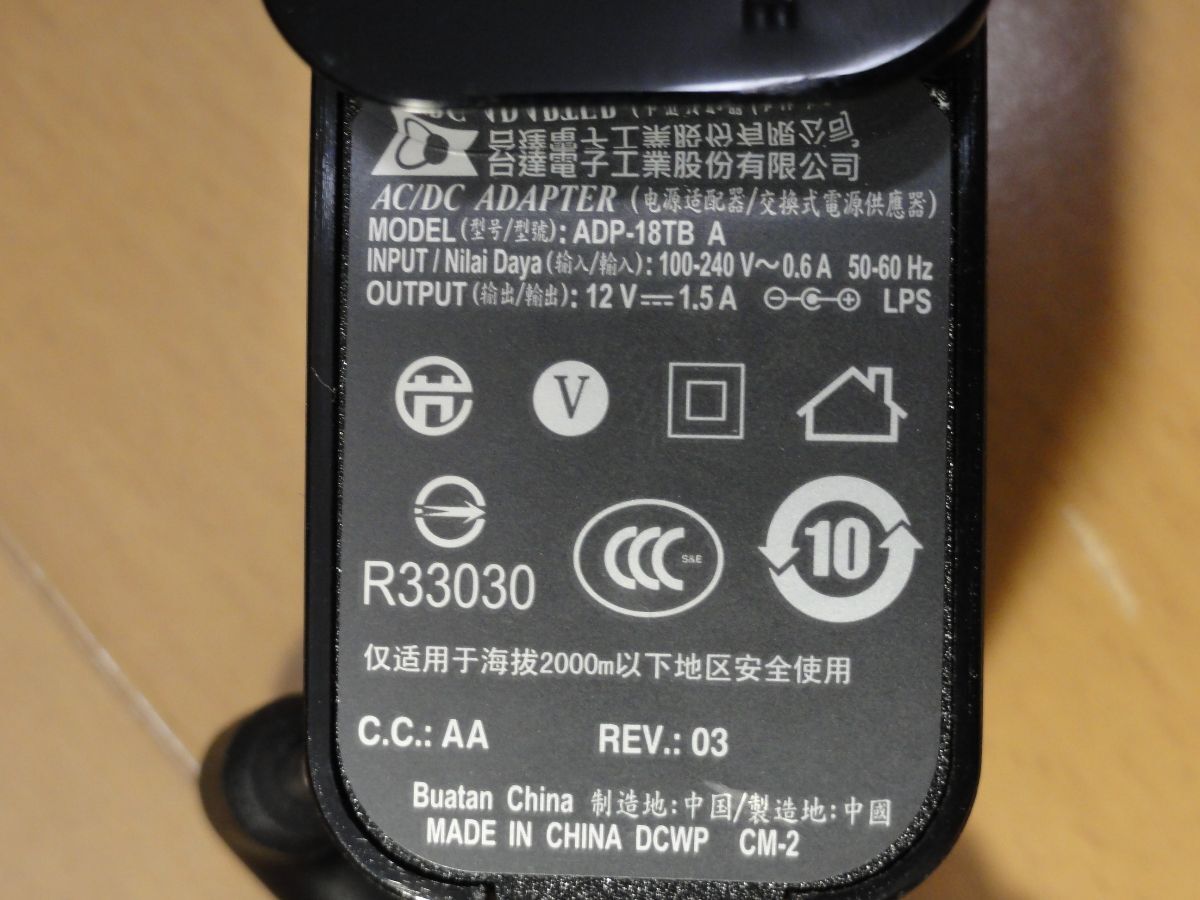 台達電子工業股份有限公司
AC/DC ADAPTER (电源适配器/交換式電源供應器)
MODEL(型号/型號): ADP-18TB A
INPUT / Nilai Daya(输入/輸入): 100-240 V～0.6 A 50-60 Hz
OUTPUT(输出/輸出): 12 V⎓1.5 A LPS
V
R33030
CCC S&E
10
仅适用于海拔2000m以下地区安全使用
C.C.: AA REV.: 03
Buatan China 制造地:中国/製造地:中國
MADE IN CHINA DCWP CM-2